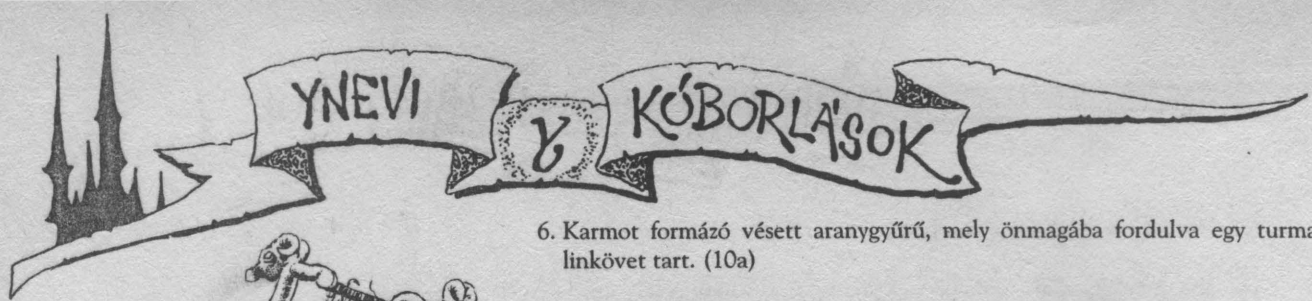 YNEVI Y KÓBORLÁSOK
6. Karmot formázó vésett aranygyűrű, mely önmagába fordulva egy turma
linkövet tart. (10a)